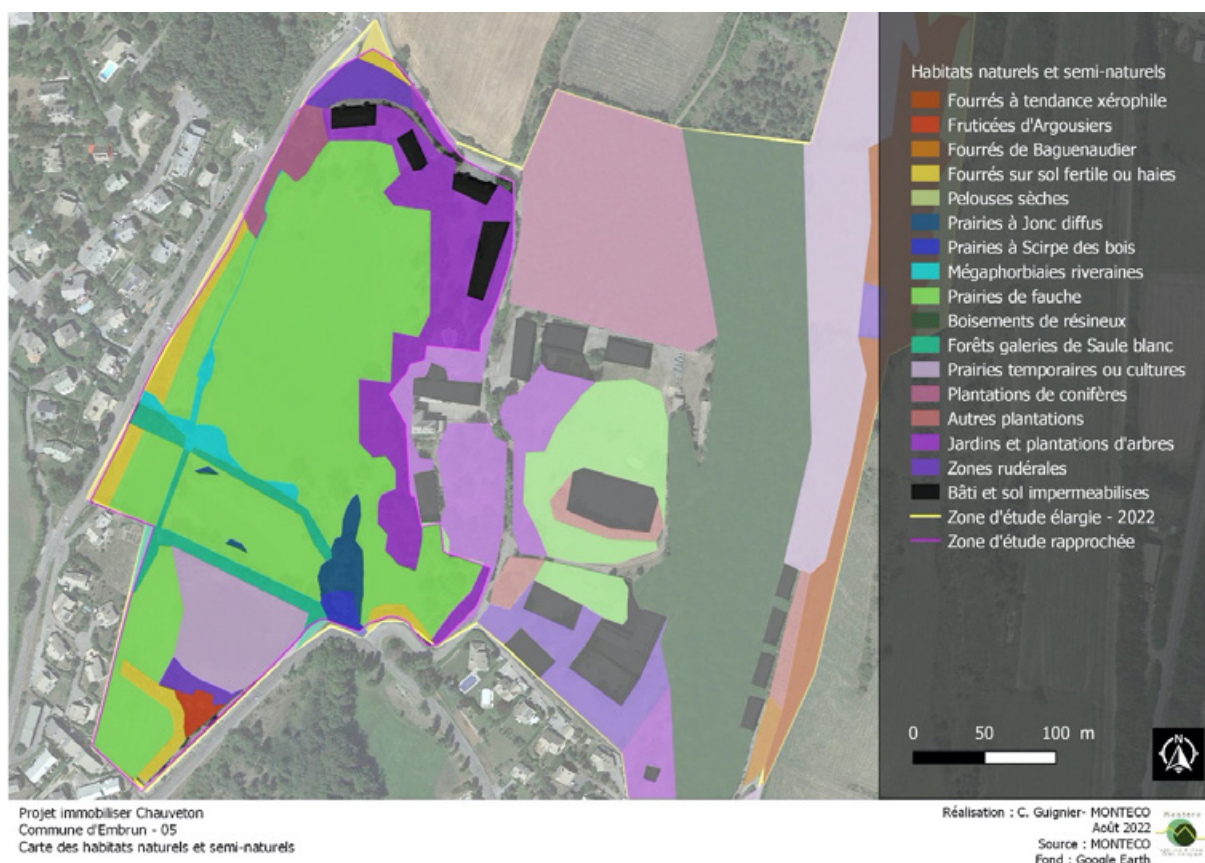 Habitats naturels et semi-naturels
Fourrés à tendance xérophile
Fruticées d'Argousiers
Fourrés de Baguenaudier
Fourrés sur sol fertile ou haies
Pelouses sèches
Prairies à Jonc diffus
Prairies à Scirpe des bois
Mégaphorbiaies riveraines
Prairies de fauche
Boisements de résineux
Forêts galeries de Saule blanc
Prairies temporaires ou cultures
Plantations de conifères
Autres plantations
Jardins et plantations d'arbres
Zones rudérales
Bâti et sol impermeabilises
Zone d'étude élargie - 2022
Zone d'étude rapprochée
0 50 100 m
N
Projet immobiliser Chauveton
Commune d'Embrun - 05
Carte des habitats naturels et semi-naturels
Réalisation : C. Guignier- MONTECO
Août 2022
Source : MONTECO
Fond : Google Earth
Monteco